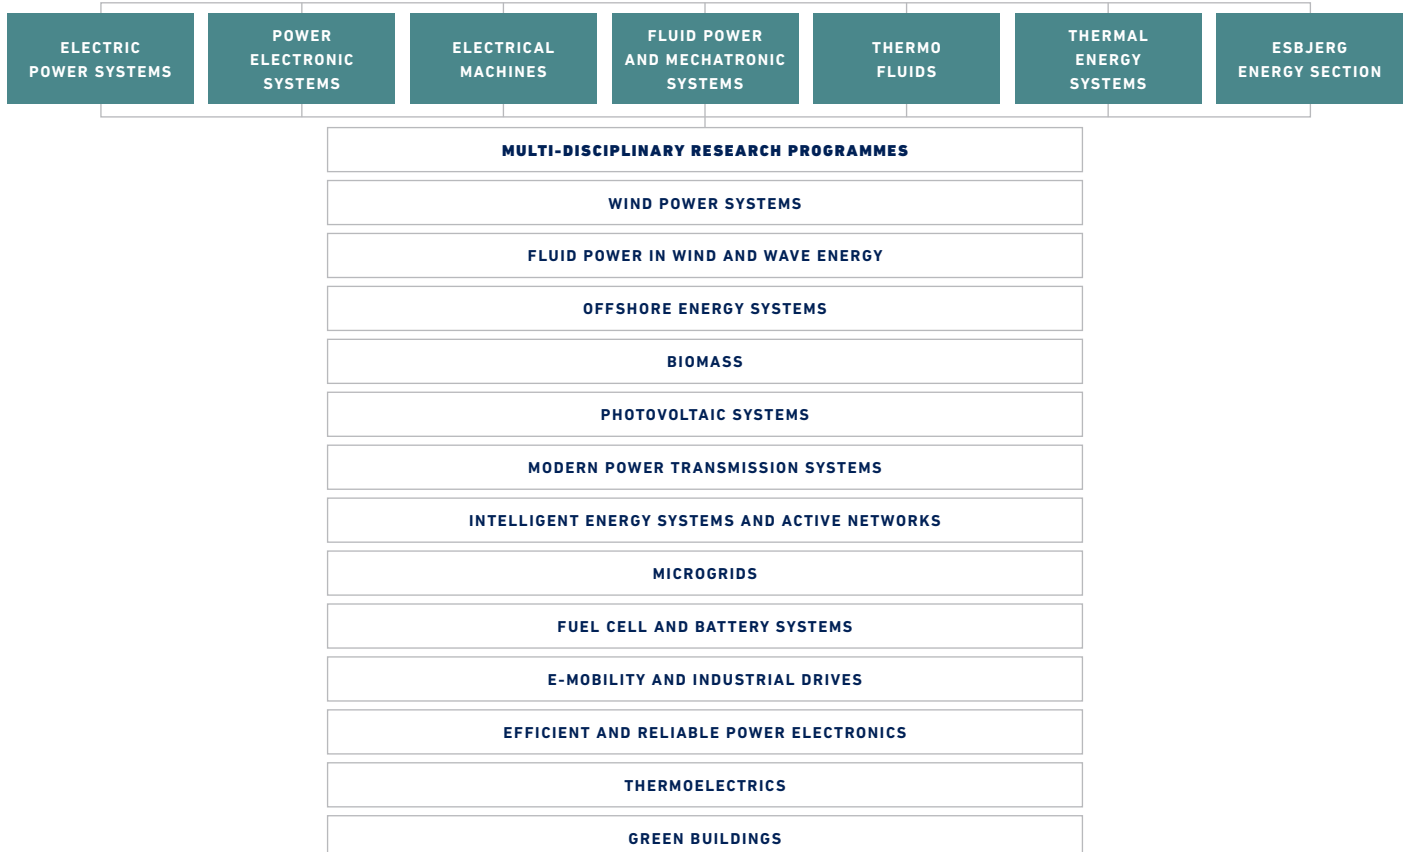 ELECTRIC
POWER SYSTEMS
POWER
ELECTRONIC
SYSTEMS
ELECTRICAL
MACHINES
FLUID POWER
AND MECHATRONIC
SYSTEMS
THERMO
FLUIDS
THERMAL
ENERGY
SYSTEMS
ESBJERG
ENERGY SECTION
MULTI-DISCIPLINARY RESEARCH PROGRAMMES
WIND POWER SYSTEMS
FLUID POWER IN WIND AND WAVE ENERGY
OFFSHORE ENERGY SYSTEMS
BIOMASS
PHOTOVOLTAIC SYSTEMS
MODERN POWER TRANSMISSION SYSTEMS
INTELLIGENT ENERGY SYSTEMS AND ACTIVE NETWORKS
MICROGRIDS
FUEL CELL AND BATTERY SYSTEMS
E-MOBILITY AND INDUSTRIAL DRIVES
EFFICIENT AND RELIABLE POWER ELECTRONICS
THERMOELECTRICS
GREEN BUILDINGS